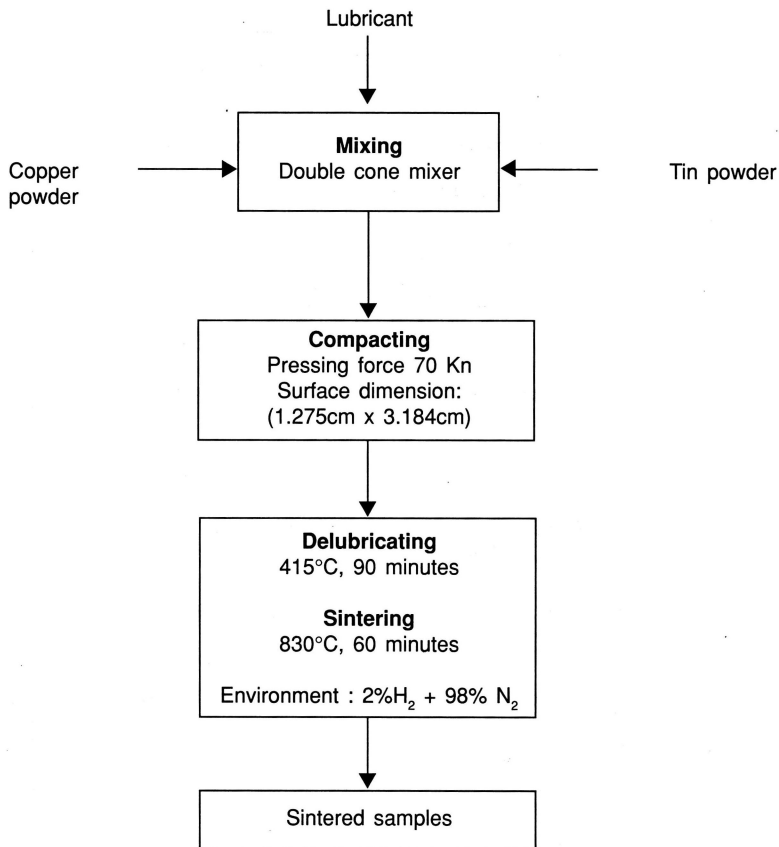 Lubricant
Mixing
Double cone mixer
Copper
powder
Tin powder
Compacting
Pressing force 70 Kn
Surface dimension:
(1.275cm x 3.184cm)
Delubricating
415°C, 90 minutes
Sintering
830°C, 60 minutes
Environment : 2%H₂ + 98% N₂
Sintered samples